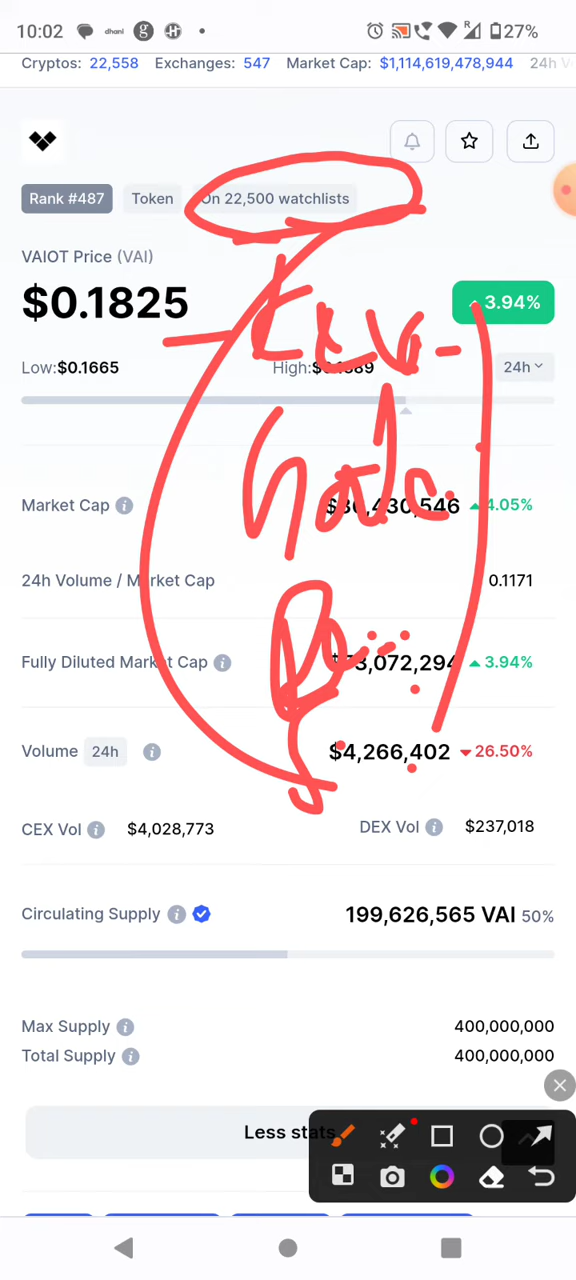 10:02 dhani g 27%
Cryptos: 22,558 Exchanges: 547 Market Cap: $1,114,619,478,944 24h
Rank #487 Token On 22,500 watchlists
VAIOT Price (VAI)
$0.1825 3.94%
Low:$0.1665 High: 24h
Market Cap 4.05%
24h Volume / Market Cap 0.1171
Fully Diluted Market Cap 3.94%
Volume 24h $4,266,402 26.50%
CEX Vol $4,028,773 DEX Vol $237,018
Circulating Supply 199,626,565 VAI 50%
Max Supply 400,000,000
Total Supply 400,000,000
Less stats